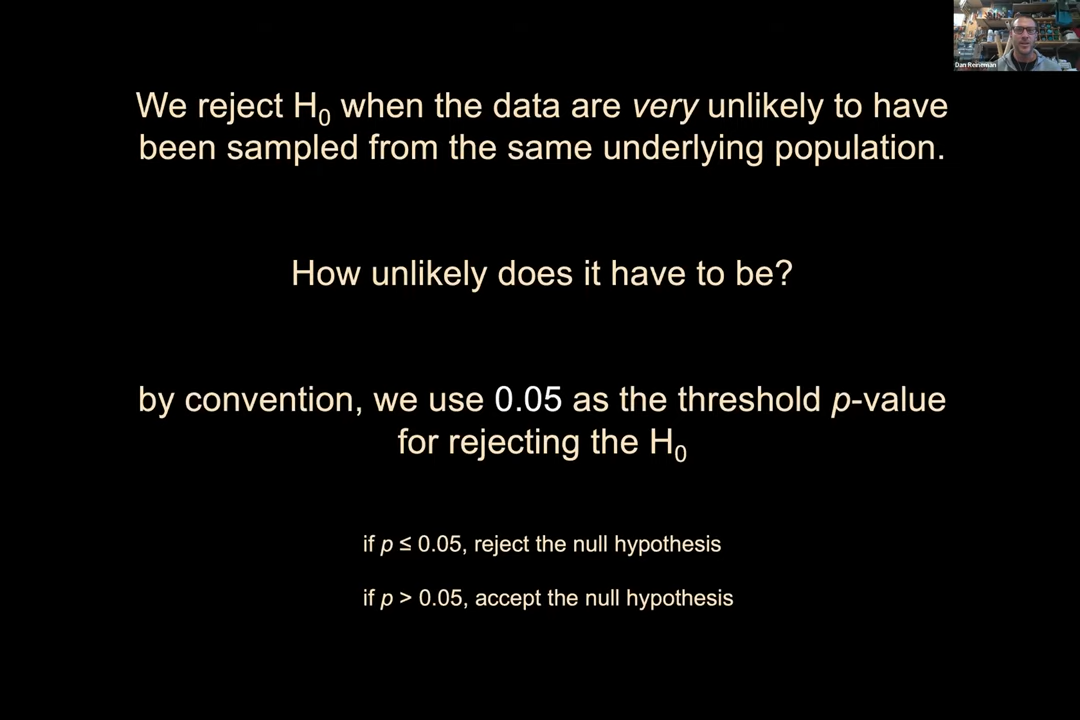 Dan Reineman
We reject H₀ when the data are very unlikely to have
been sampled from the same underlying population.
How unlikely does it have to be?
by convention, we use 0.05 as the threshold p-value
for rejecting the H₀
if p ≤ 0.05, reject the null hypothesis
if p > 0.05, accept the null hypothesis